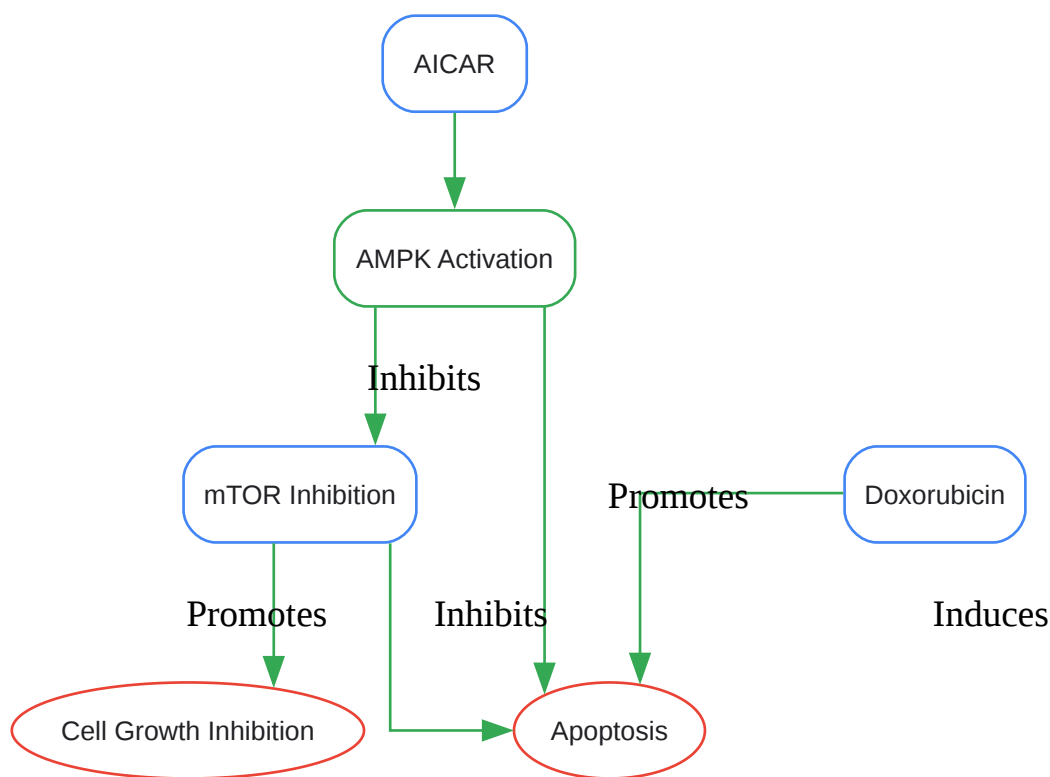 AICAR
AMPK Activation
Inhibits
mTOR Inhibition
Promotes
Doxorubicin
Promotes
Inhibits
Induces
Cell Growth Inhibition
Apoptosis